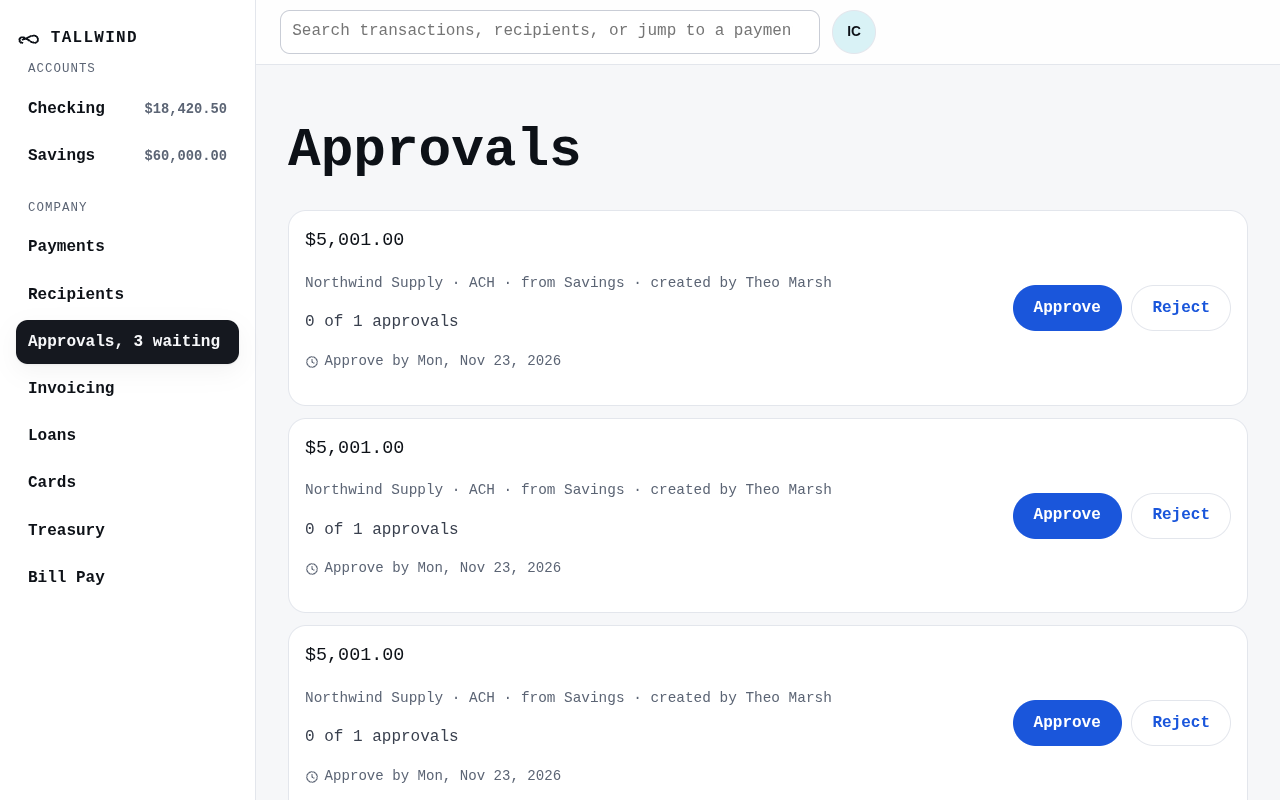 TALLWIND
ACCOUNTS
Checking $18,420.50
Savings $60,000.00
COMPANY
Payments
Recipients
Approvals, 3 waiting
Invoicing
Loans
Cards
Treasury
Bill Pay
Search transactions, recipients, or jump to a paymen
IC
Approvals
$5,001.00
Northwind Supply · ACH · from Savings · created by Theo Marsh
0 of 1 approvals
Approve by Mon, Nov 23, 2026
Approve Reject
$5,001.00
Northwind Supply · ACH · from Savings · created by Theo Marsh
0 of 1 approvals
Approve by Mon, Nov 23, 2026
Approve Reject
$5,001.00
Northwind Supply · ACH · from Savings · created by Theo Marsh
0 of 1 approvals
Approve by Mon, Nov 23, 2026
Approve Reject